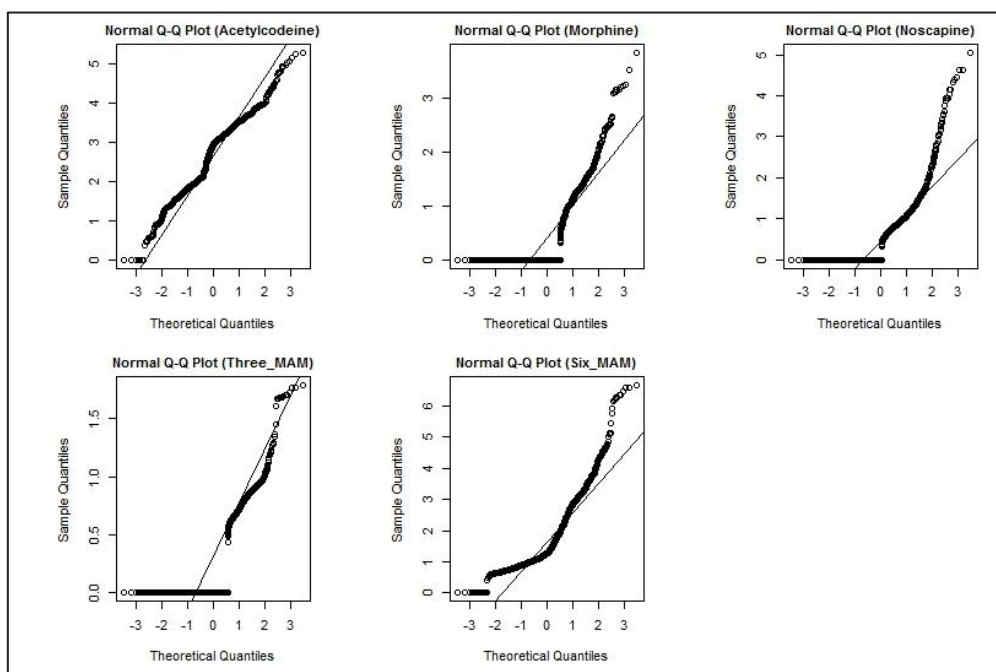 Normal Q-Q Plot (Acetylcodeine)
Sample Quantiles
5
4
3
2
1
0
-3 -2 -1 0 1 2 3
Theoretical Quantiles
Normal Q-Q Plot (Morphine)
Sample Quantiles
3
2
1
0
-3 -2 -1 0 1 2 3
Theoretical Quantiles
Normal Q-Q Plot (Noscapine)
Sample Quantiles
5
4
3
2
1
0
-3 -2 -1 0 1 2 3
Theoretical Quantiles
Normal Q-Q Plot (Three_MAM)
Sample Quantiles
1.5
1.0
0.5
0.0
-3 -2 -1 0 1 2 3
Theoretical Quantiles
Normal Q-Q Plot (Six_MAM)
Sample Quantiles
6
5
4
3
2
1
0
-3 -2 -1 0 1 2 3
Theoretical Quantiles